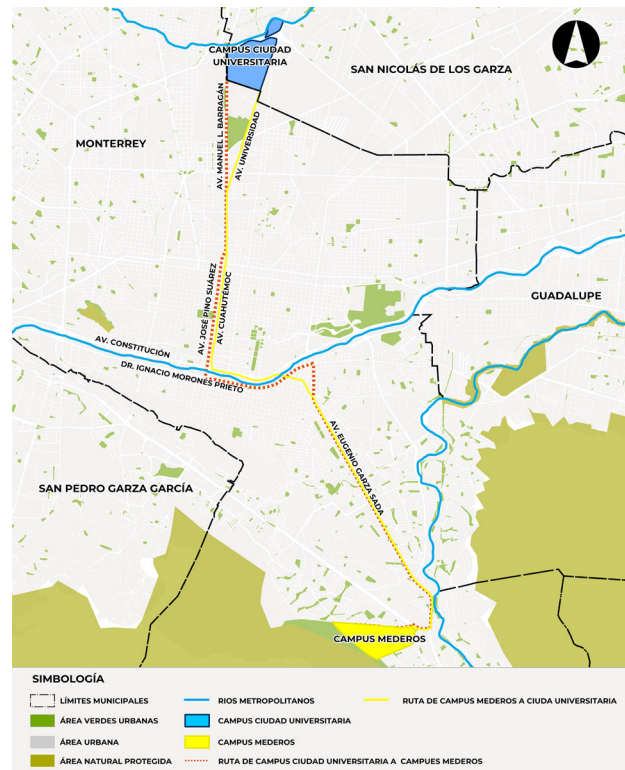 CAMPUS CIUDAD
UNIVERSITARIA
SAN NICOLÁS DE LOS GARZA
MONTERREY
AV. MANUEL L. BARRAGÁN
AV. UNIVERSIDAD
GUADALUPE
AV. JOSÉ PINO SUÁREZ
AV. CUAHUTÉMOC
AV. CONSTITUCIÓN
DR. IGNACIO MORONES PRIETO
AV. EUGENIO GARZA SADA
SAN PEDRO GARZA GARCÍA
CAMPUS MEDEROS
SIMBOLOGÍA
LÍMITES MUNICIPALES
RIOS METROPOLITANOS
RUTA DE CAMPUS MEDEROS A CIUDA UNIVERSITARIA
ÁREA VERDES URBANAS
CAMPUS CIUDAD UNIVERSITARIA
ÁREA URBANA
CAMPUS MEDEROS
ÁREA NATURAL PROTEGIDA
RUTA DE CAMPUS CIUDAD UNIVERSITARIA A CAMPUES MEDEROS